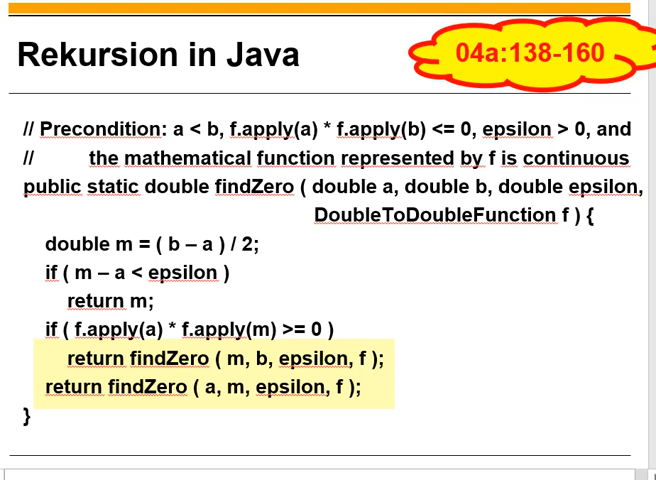 Rekursion in Java
04a:138-160
// Precondition: a < b, f.apply(a) * f.apply(b) <= 0, epsilon > 0, and
// the mathematical function represented by f is continuous
public static double findZero ( double a, double b, double epsilon,
DoubleToDoubleFunction f ) {
double m = ( b – a ) / 2;
if ( m – a < epsilon )
return m;
if ( f.apply(a) * f.apply(m) >= 0 )
return findZero ( m, b, epsilon, f );
return findZero ( a, m, epsilon, f );
}